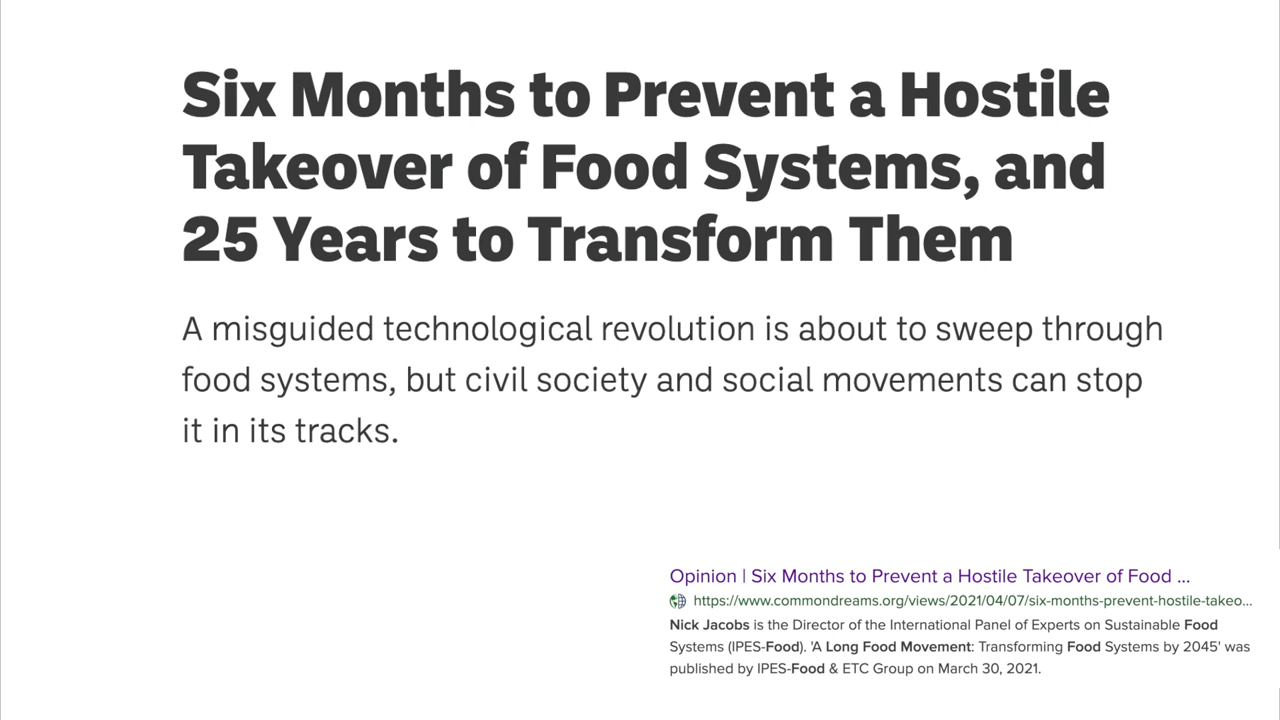 Six Months to Prevent a Hostile
Takeover of Food Systems, and
25 Years to Transform Them
A misguided technological revolution is about to sweep through
food systems, but civil society and social movements can stop
it in its tracks.
Opinion | Six Months to Prevent a Hostile Takeover of Food ...
https://www.commondreams.org/views/2021/04/07/six-months-prevent-hostile-takeo...
Nick Jacobs is the Director of the International Panel of Experts on Sustainable Food
Systems (IPES-Food). 'A Long Food Movement: Transforming Food Systems by 2045' was
published by IPES-Food & ETC Group on March 30, 2021.